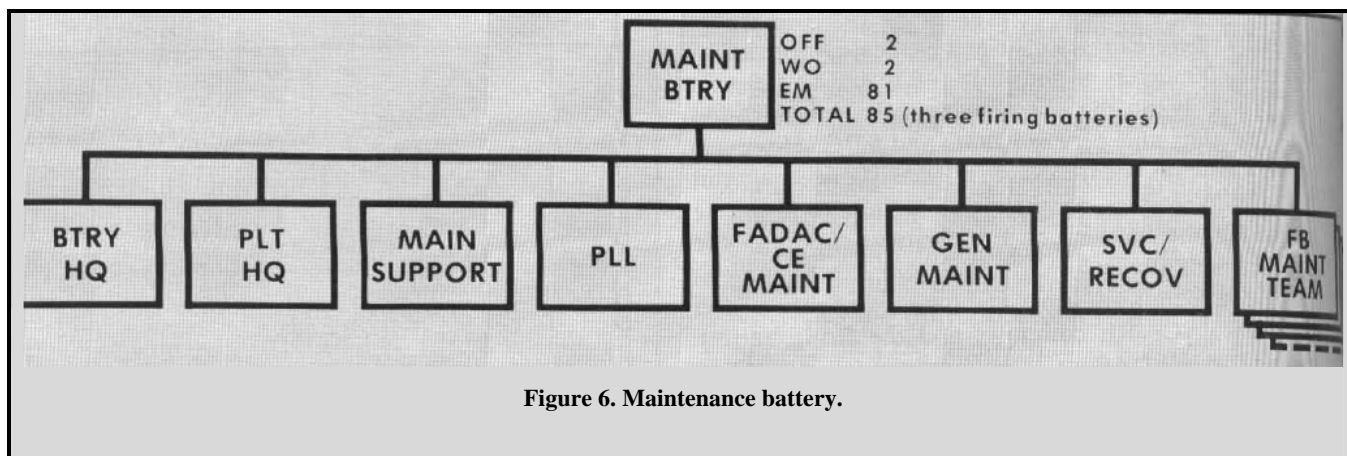 MAINT
BTRY
OFF 2
WO 2
EM 81
TOTAL 85 (three firing batteries)
BTRY
HQ
PLT
HQ
MAIN
SUPPORT
PLL
FADAC/
CE
MAINT
GEN
MAINT
SVC/
RECOV
FB
MAINT
TEAM
Figure 6. Maintenance battery.